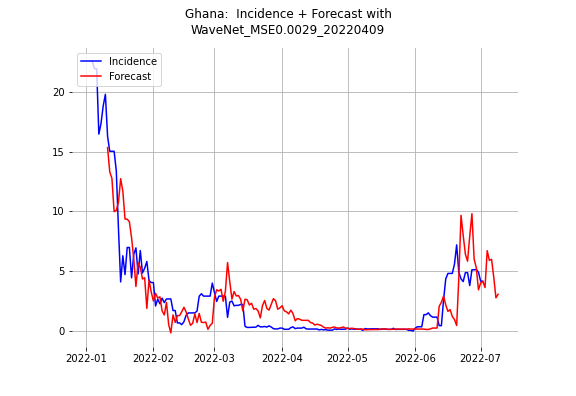 Ghana:  Incidence + Forecast with
WaveNet_MSE0.0029_20220409
Incidence
Forecast
20
15
10
5
0
2022-01 2022-02 2022-03 2022-04 2022-05 2022-06 2022-07